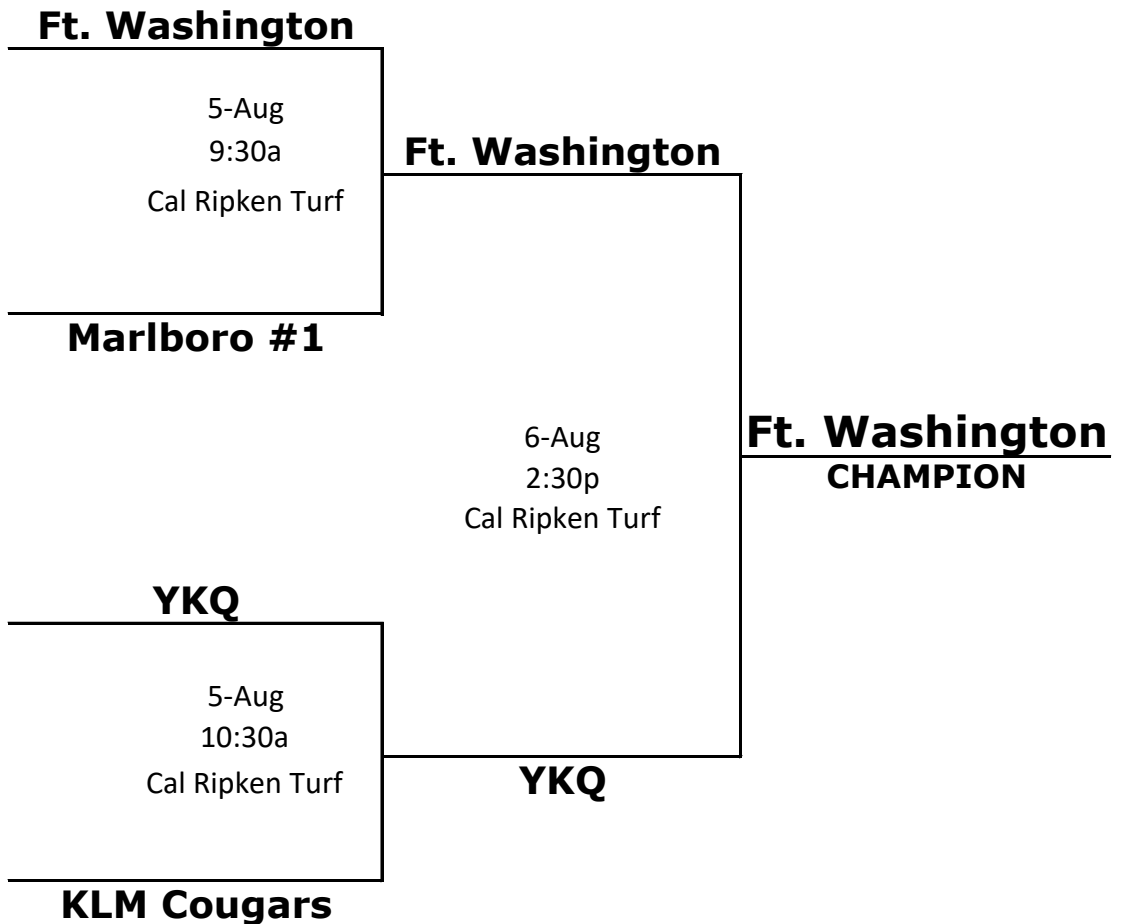 Ft. Washington
5-Aug
9:30a
Cal Ripken Turf
Marlboro #1
Ft. Washington
6-Aug
2:30p
Cal Ripken Turf
Ft. Washington
CHAMPION
YKQ
5-Aug
10:30a
Cal Ripken Turf
YKQ
KLM Cougars